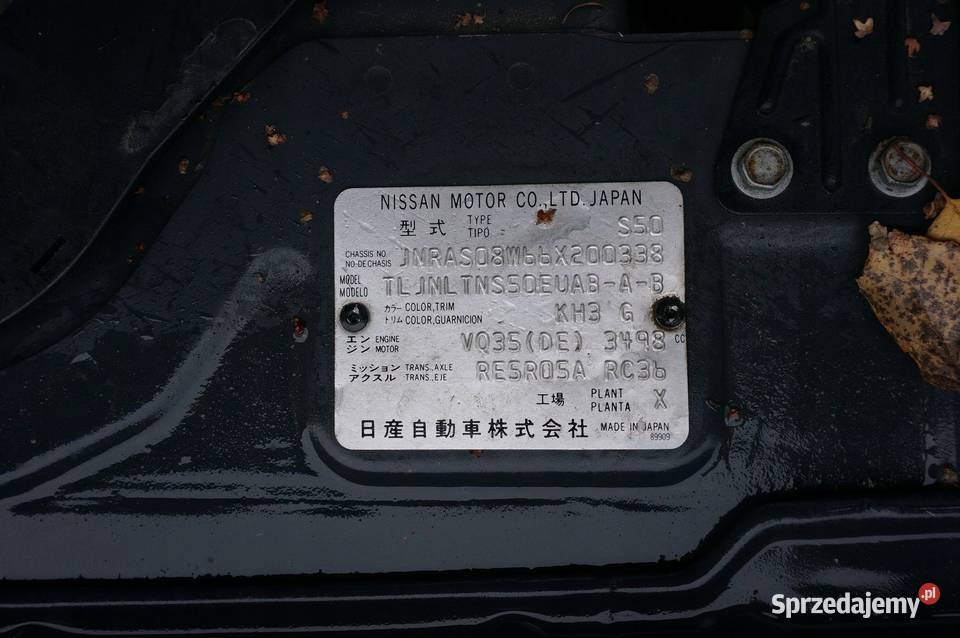 NISSAN MOTOR CO.,LTD. JAPAN
型式 TYPE TIPO S50
CHASSIS NO NO-DE CHASIS JNRAS08W66X200338
MODEL MODELO TLJNLTNS50EUAB-A-B
カラー COLOR,TRIM トリム COLOR,GUARNICION KH3 G
エンジン ENGINE MOTOR VQ35(DE) 3498 CC
ミッション TRANS.,AXLE アクスル TRANS.,EJE RE5R05A RC36
工場 PLANT PLANTA X
日産自動車株式会社 MADE IN JAPAN
89909
Sprzedajemy.pl